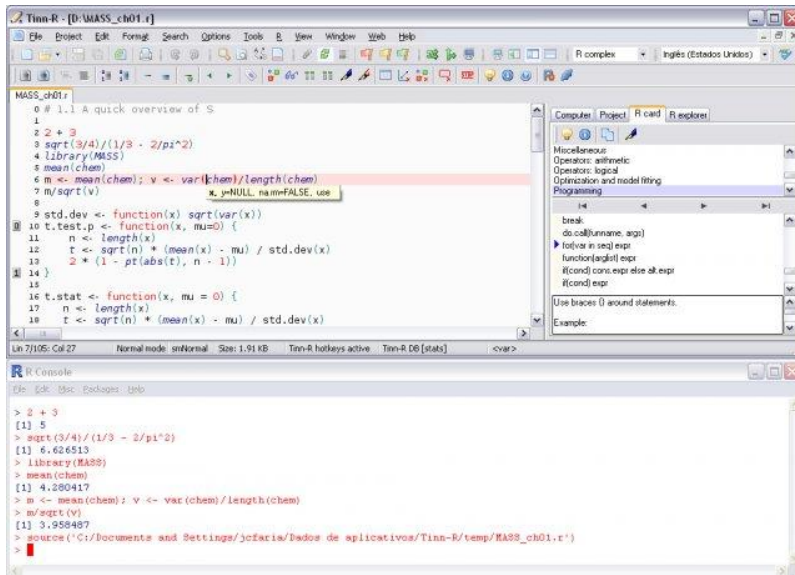 Tinn-R - [D:\MASS_ch01.r]
File Project Edit Format Search Options Tools R View Window Web Help
R complex Inglês (Estados Unidos)
MASS_ch01.r
0 # 1.1 A quick overview of S
1
2 2 + 3
3 sqrt(3/4)/(1/3 - 2/pi^2)
4 library(MASS)
5 mean(chem)
6 m <- mean(chem); v <- var(chem)/length(chem)
7 m/sqrt(v)
x, y=NULL, na.rm=FALSE, use
9 std.dev <- function(x) sqrt(var(x))
0 10 t.test.p <- function(x, mu=0) {
11 n <- length(x)
12 t <- sqrt(n) * (mean(x) - mu) / std.dev(x)
13 2 * (1 - pt(abs(t), n - 1))
1 14 }
15
16 t.stat <- function(x, mu = 0) {
17 n <- length(x)
18 t <- sqrt(n) * (mean(x) - mu) / std.dev(x)
Computer Project R card R explorer
Miscellaneous
Operators: arithmetic
Operators: logical
Optimization and model fitting
Programming
break
do.call(funname, args)
for(var in seq) expr
function(arglist) expr
if(cond) cons.expr else alt.expr
if(cond) expr
Use braces {} around statements.
Example:
Lin 7/105: Col 27 Normal mode smNormal Size: 1.91 KB Tinn-R hotkeys active Tinn-R DB [stats] <var>
R Console
File Edit Misc Packages Help
> 2 + 3
[1] 5
> sqrt(3/4)/(1/3 - 2/pi^2)
[1] 6.626513
> library(MASS)
> mean(chem)
[1] 4.280417
> m <- mean(chem); v <- var(chem)/length(chem)
> m/sqrt(v)
[1] 3.958487
> source('C:/Documents and Settings/jcfaria/Dados de aplicativos/Tinn-R/temp/MASS_ch01.r')
>